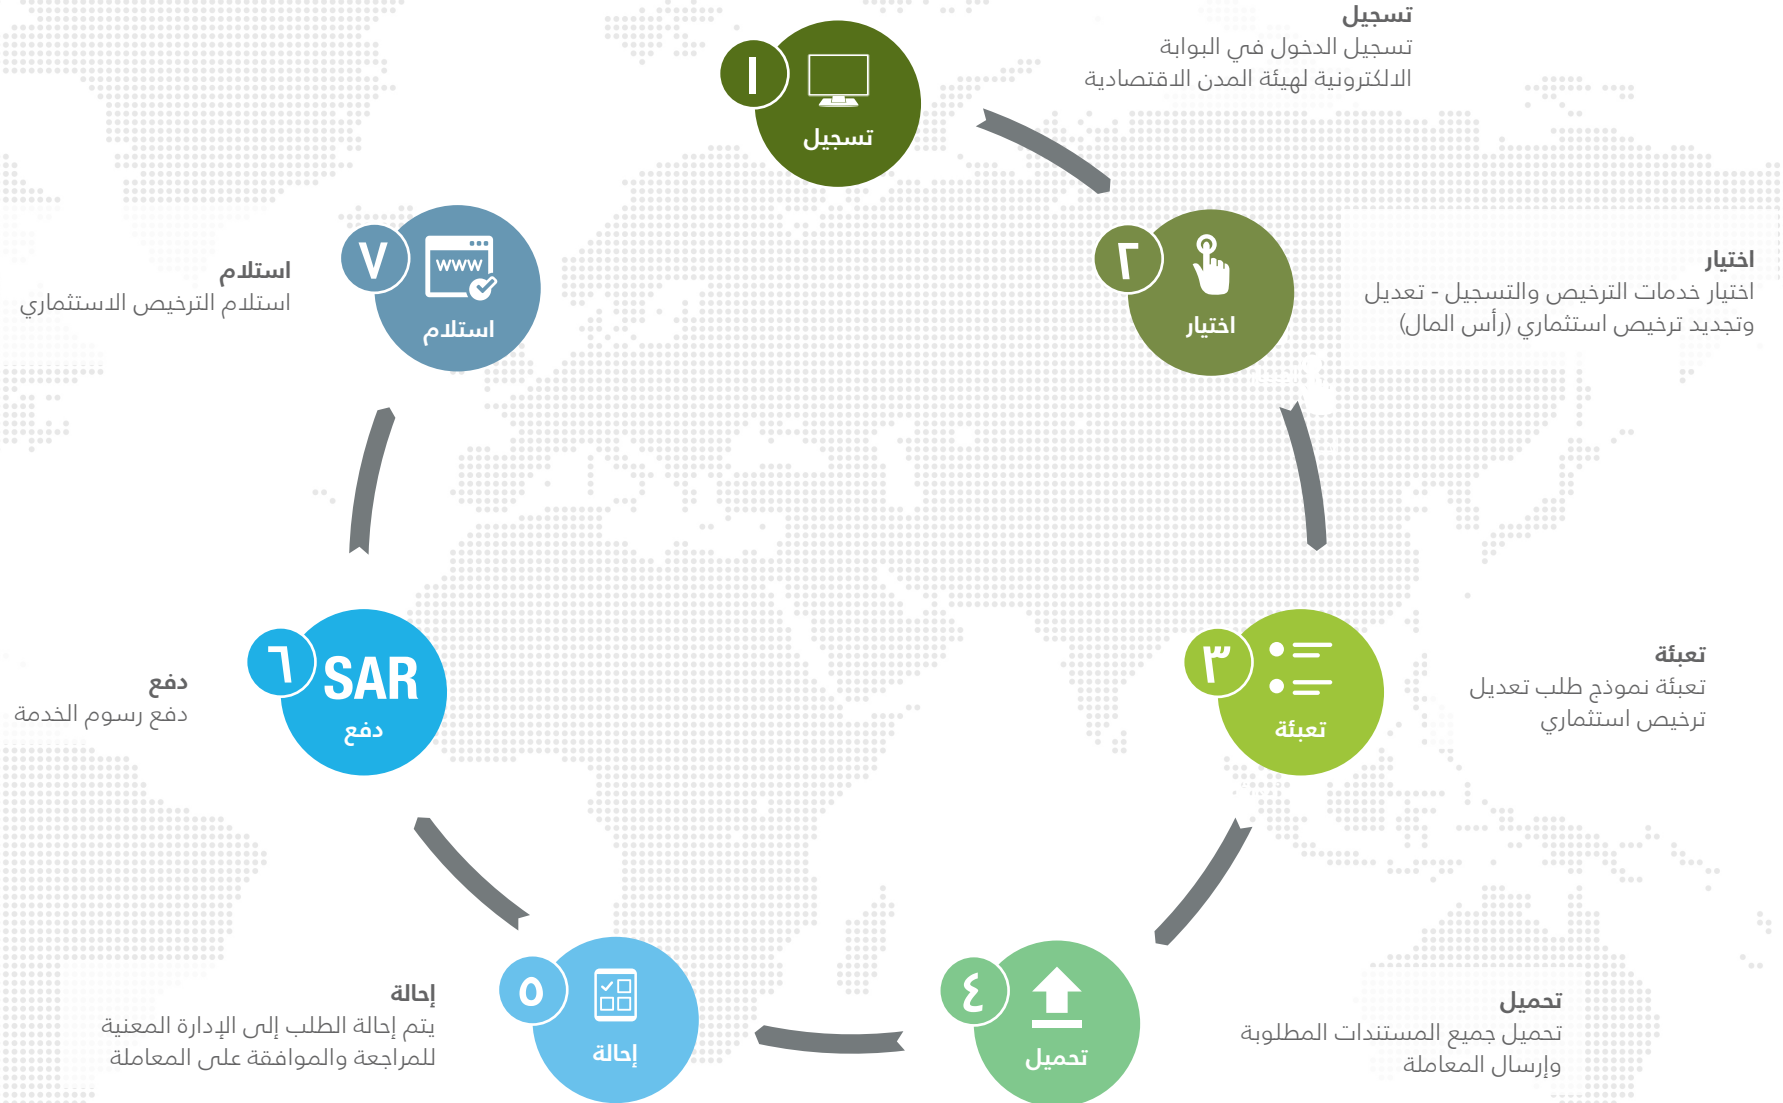 تسجيل
تسجيل الدخول في البوابة
الالكترونية لهيئة المدن الاقتصادية
١
تسجيل
اختيار
اختيار خدمات الترخيص والتسجيل - تعديل
وتجديد ترخيص استثماري (رأس المال)
٢
اختيار
تعبئة
تعبئة نموذج طلب تعديل
ترخيص استثماري
٣
تعبئة
تحميل
تحميل جميع المستندات المطلوبة
وإرسال المعاملة
٤
تحميل
إحالة
يتم إحالة الطلب إلى الإدارة المعنية
للمراجعة والموافقة على المعاملة
٥
إحالة
دفع
دفع رسوم الخدمة
٦
SAR
دفع
استلام
استلام الترخيص الاستثماري
٧
www
استلام